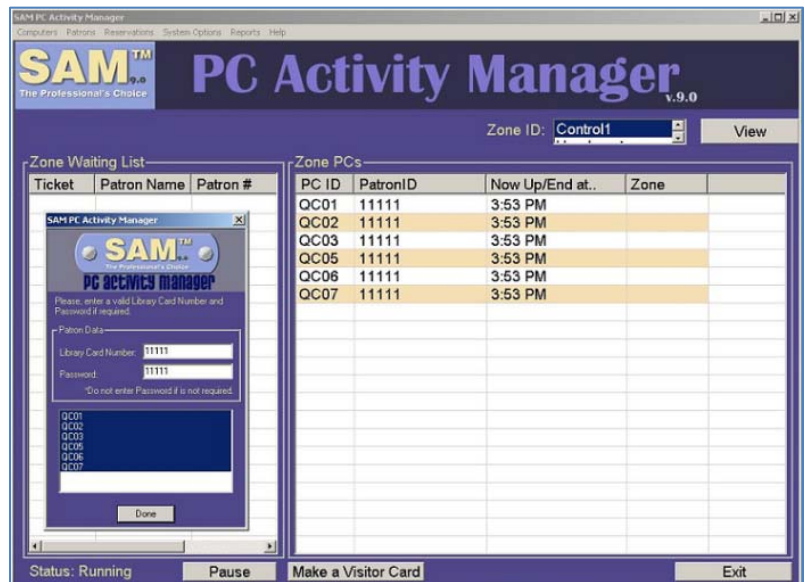 SAM PC Activity Manager
Computers Patrons Reservations System Options Reports Help
SAM™ 9.0
The Professional's Choice
PC Activity Manager
v.9.0
Zone ID: Control1
View
Zone Waiting List
Ticket Patron Name Patron #
SAM PC Activity Manager
SAM™
The Professional's Choice
PC activity manager
Please, enter a valid Library Card Number and
Password if required.
Patron Data
Library Card Number: 11111
Password: 11111
*Do not enter Password if is not required.
QC01
QC02
QC03
QC05
QC06
QC07
Done
Zone PCs
PC ID PatronID Now Up/End at.. Zone
QC01 11111 3:53 PM
QC02 11111 3:53 PM
QC03 11111 3:53 PM
QC05 11111 3:53 PM
QC06 11111 3:53 PM
QC07 11111 3:53 PM
Status: Running
Pause
Make a Visitor Card
Exit